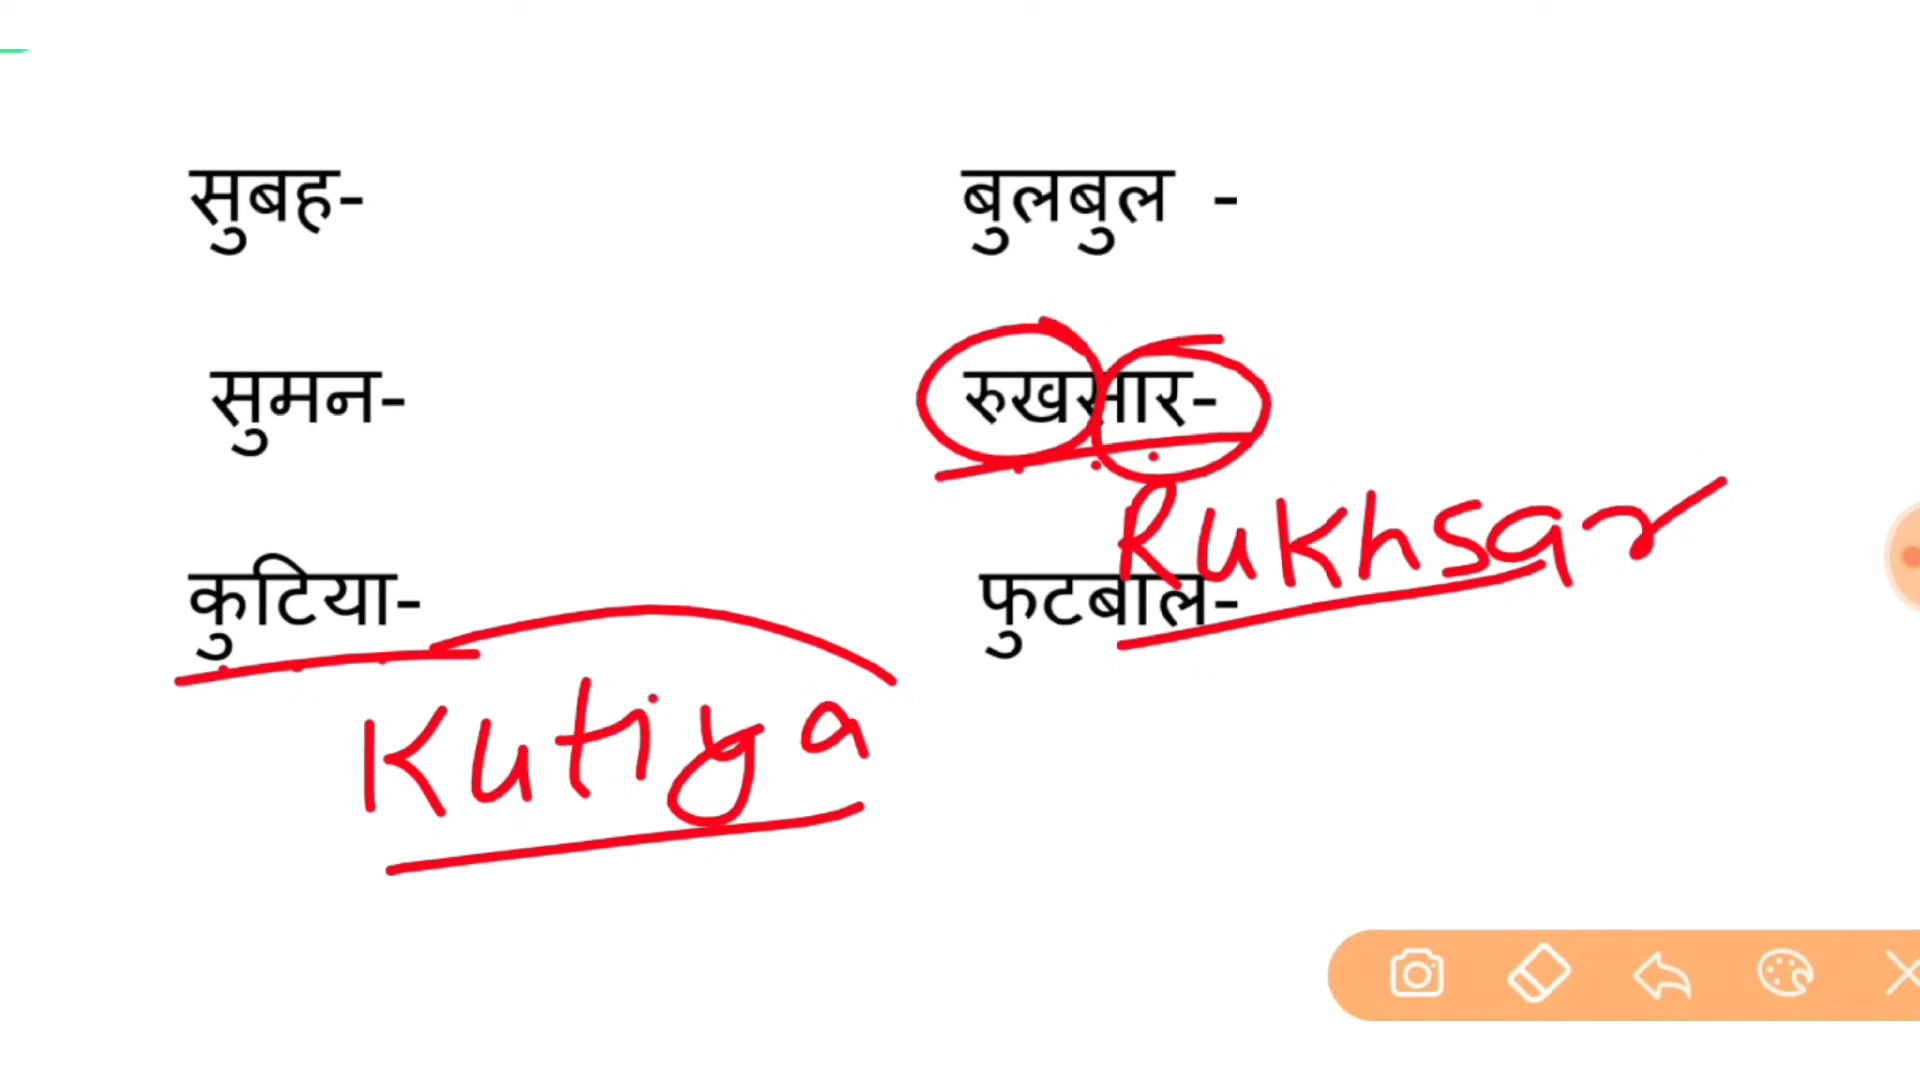 सुबह- बुलबुल -
सुमन- रुखसार-
Rukhsar
कुटिया- फुटबाल-
Kutiya